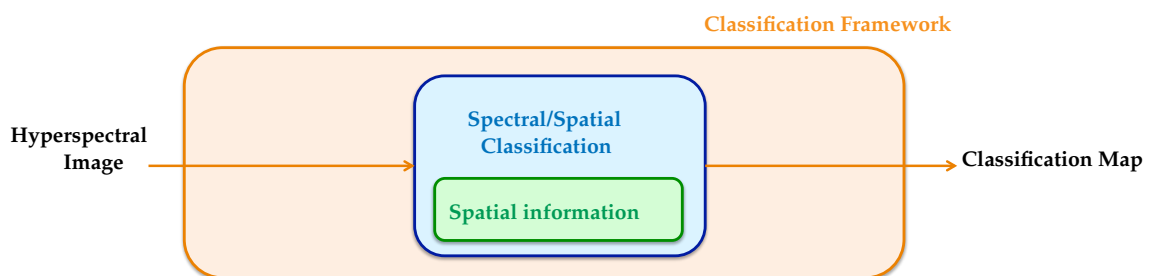 Classification Framework
Hyperspectral
Image
Spectral/Spatial
Classification
Spatial information
Classification Map